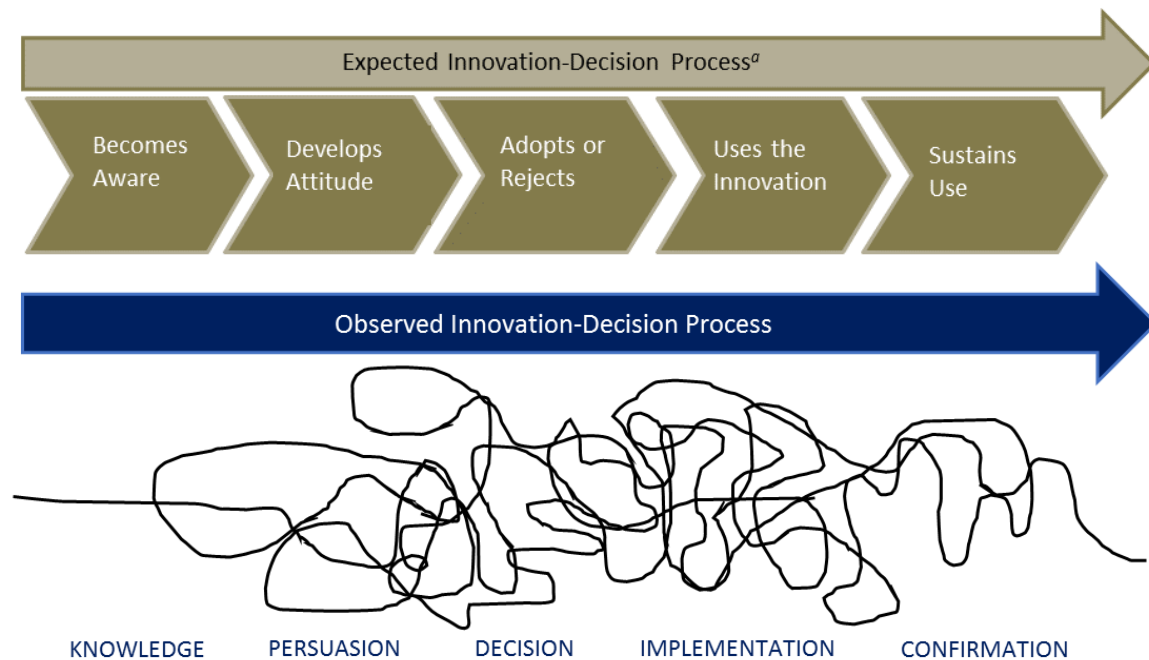 Expected Innovation-Decision Processᵃ
Becomes
Aware
Develops
Attitude
Adopts or
Rejects
Uses the
Innovation
Sustains
Use
Observed Innovation-Decision Process
KNOWLEDGE PERSUASION DECISION IMPLEMENTATION CONFIRMATION